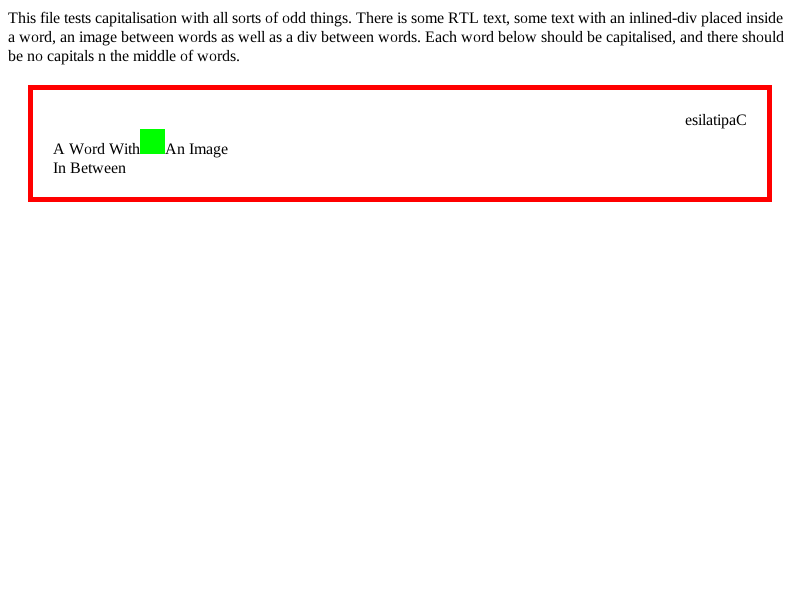 This file tests capitalisation with all sorts of odd things. There is some RTL text, some text with an inlined-div placed inside
a word, an image between words as well as a div between words. Each word below should be capitalised, and there should
be no capitals n the middle of words.
esilatipaC
A Word With An Image
In Between